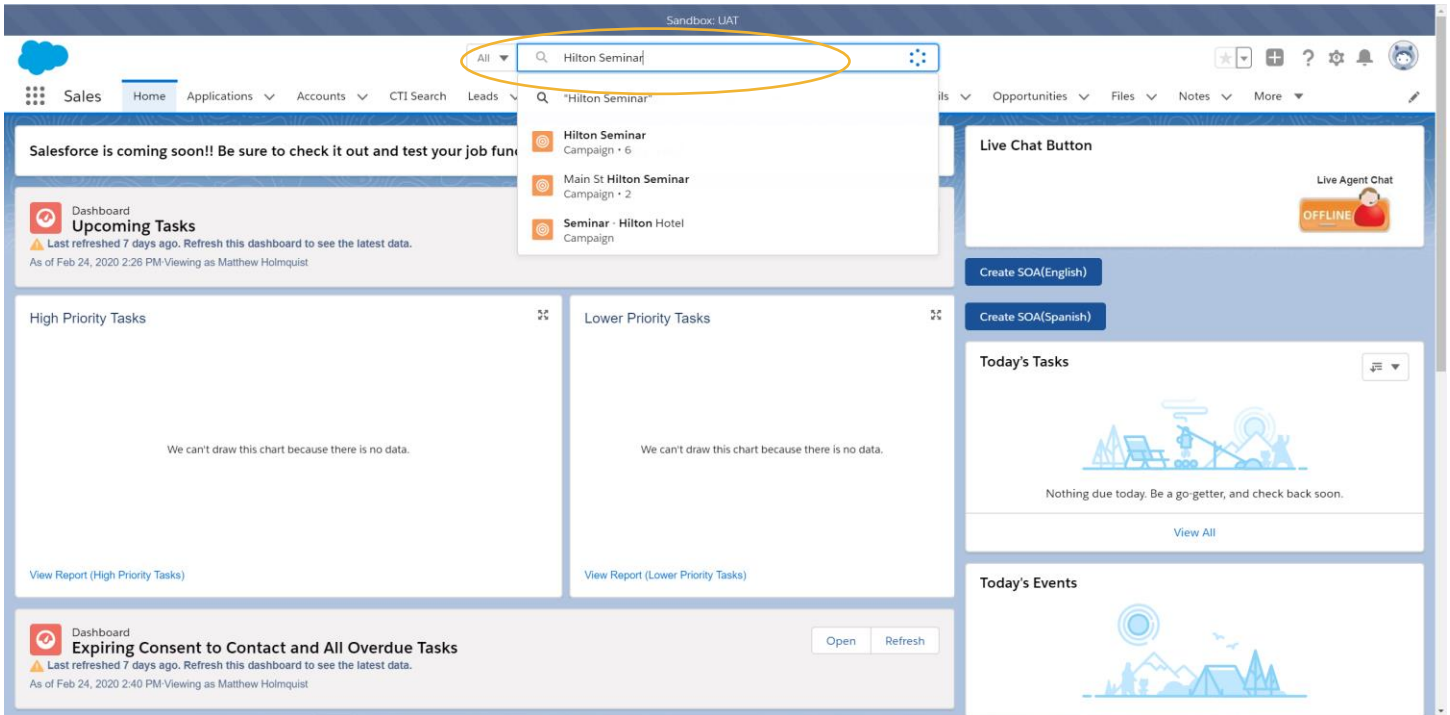 Sandbox: UAT
All
Hilton Seminar
Sales Home Applications Accounts CTI Search Leads Opportunities Files Notes More
"Hilton Seminar"
Hilton Seminar
Campaign • 6
Main St Hilton Seminar
Campaign • 2
Seminar - Hilton Hotel
Campaign
Salesforce is coming soon!! Be sure to check it out and test your job
Dashboard
Upcoming Tasks
Last refreshed 7 days ago. Refresh this dashboard to see the latest data.
As of Feb 24, 2020 2:26 PM·Viewing as Matthew Holmquist
High Priority Tasks
We can't draw this chart because there is no data.
View Report (High Priority Tasks)
Lower Priority Tasks
We can't draw this chart because there is no data.
View Report (Lower Priority Tasks)
Dashboard
Expiring Consent to Contact and All Overdue Tasks
Last refreshed 7 days ago. Refresh this dashboard to see the latest data.
As of Feb 24, 2020 2:40 PM·Viewing as Matthew Holmquist
Open
Refresh
Live Chat Button
Live Agent Chat
OFFLINE
Create SOA(English)
Create SOA(Spanish)
Today's Tasks
Nothing due today. Be a go-getter, and check back soon.
View All
Today's Events